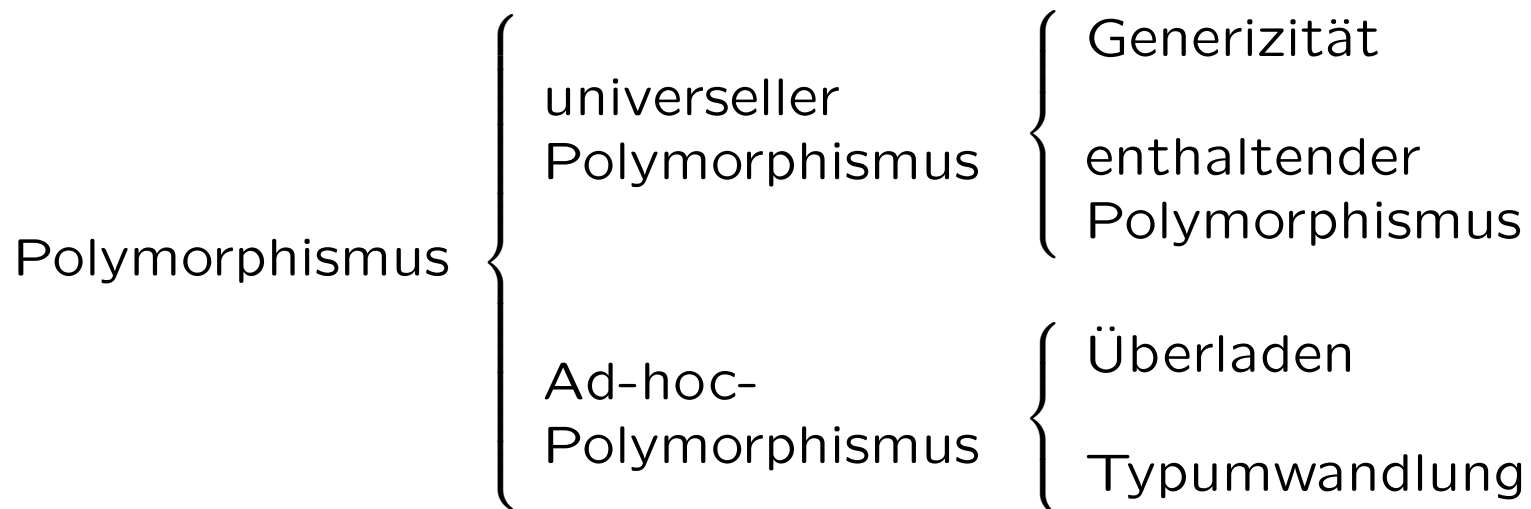 Polymorphismus
universeller
Polymorphismus
Generizität
enthaltender
Polymorphismus
Ad-hoc-
Polymorphismus
Überladen
Typumwandlung